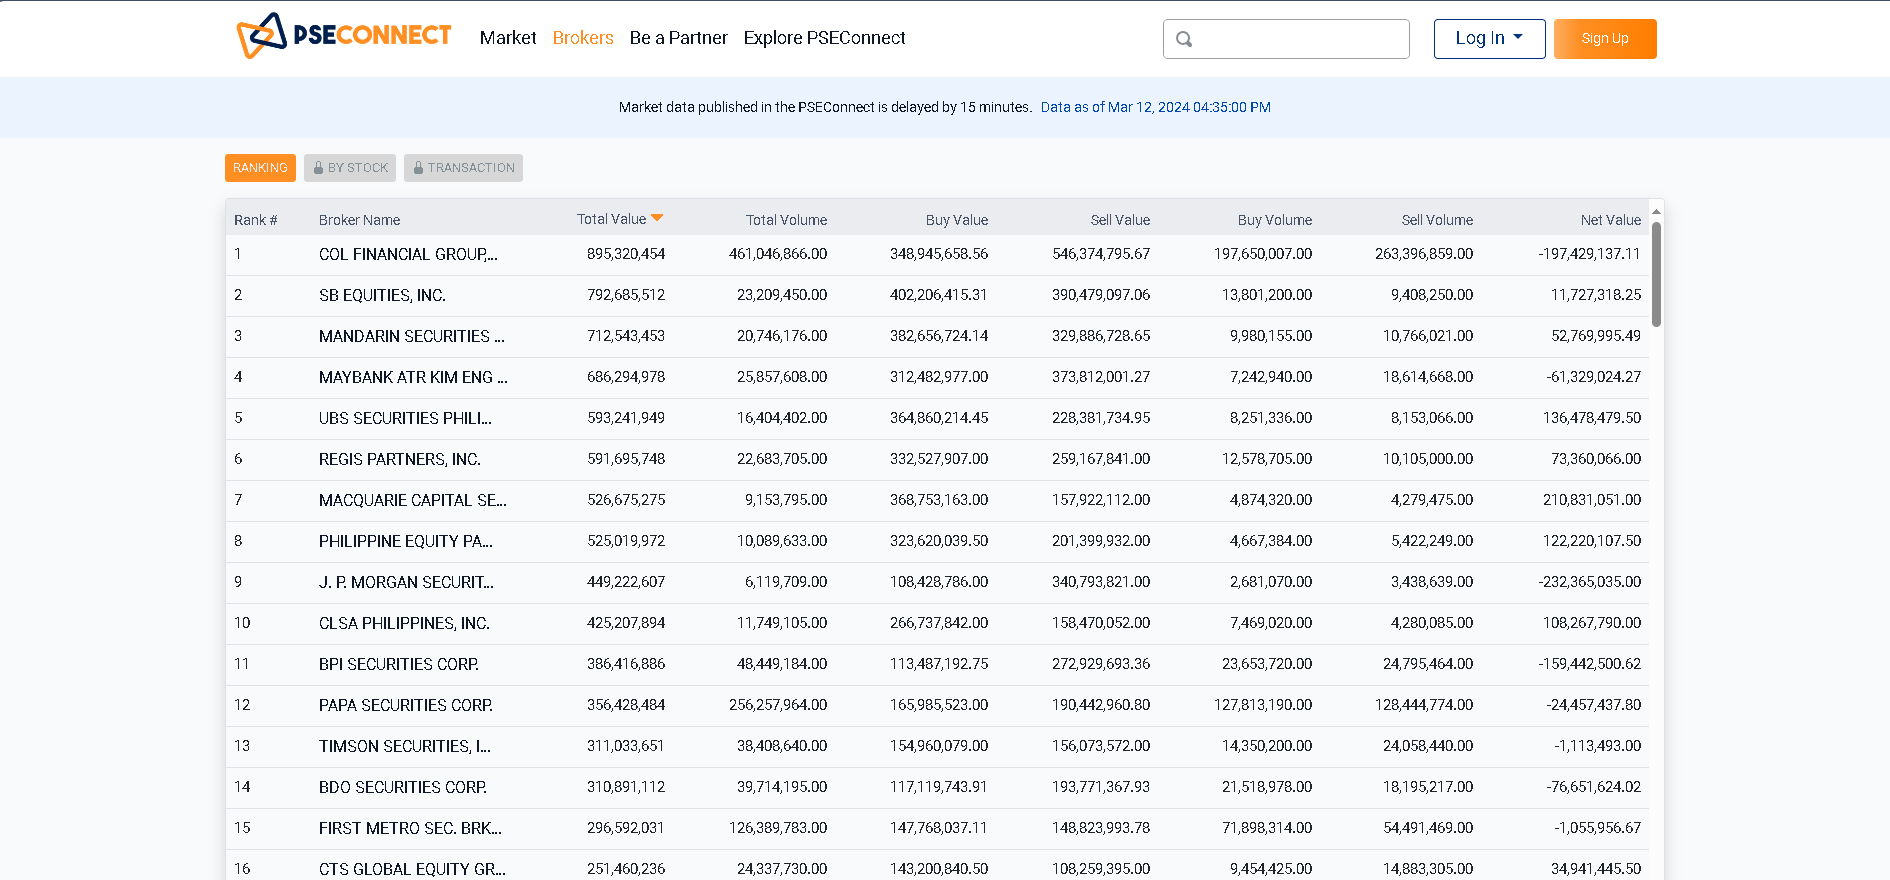 PSECONNECT Market Brokers Be a Partner Explore PSEConnect Log In Sign Up
Market data published in the PSEConnect is delayed by 15 minutes. Data as of Mar 12, 2024 04:35:00 PM
RANKING BY STOCK TRANSACTION
Rank # Broker Name Total Value Total Volume Buy Value Sell Value Buy Volume Sell Volume Net Value
1 COL FINANCIAL GROUP,... 895,320,454 461,046,866.00 348,945,658.56 546,374,795.67 197,650,007.00 263,396,859.00 -197,429,137.11
2 SB EQUITIES, INC. 792,685,512 23,209,450.00 402,206,415.31 390,479,097.06 13,801,200.00 9,408,250.00 11,727,318.25
3 MANDARIN SECURITIES ... 712,543,453 20,746,176.00 382,656,724.14 329,886,728.65 9,980,155.00 10,766,021.00 52,769,995.49
4 MAYBANK ATR KIM ENG ... 686,294,978 25,857,608.00 312,482,977.00 373,812,001.27 7,242,940.00 18,614,668.00 -61,329,024.27
5 UBS SECURITIES PHILI... 593,241,949 16,404,402.00 364,860,214.45 228,381,734.95 8,251,336.00 8,153,066.00 136,478,479.50
6 REGIS PARTNERS, INC. 591,695,748 22,683,705.00 332,527,907.00 259,167,841.00 12,578,705.00 10,105,000.00 73,360,066.00
7 MACQUARIE CAPITAL SE... 526,675,275 9,153,795.00 368,753,163.00 157,922,112.00 4,874,320.00 4,279,475.00 210,831,051.00
8 PHILIPPINE EQUITY PA... 525,019,972 10,089,633.00 323,620,039.50 201,399,932.00 4,667,384.00 5,422,249.00 122,220,107.50
9 J. P. MORGAN SECURIT... 449,222,607 6,119,709.00 108,428,786.00 340,793,821.00 2,681,070.00 3,438,639.00 -232,365,035.00
10 CLSA PHILIPPINES, INC. 425,207,894 11,749,105.00 266,737,842.00 158,470,052.00 7,469,020.00 4,280,085.00 108,267,790.00
11 BPI SECURITIES CORP. 386,416,886 48,449,184.00 113,487,192.75 272,929,693.36 23,653,720.00 24,795,464.00 -159,442,500.62
12 PAPA SECURITIES CORP. 356,428,484 256,257,964.00 165,985,523.00 190,442,960.80 127,813,190.00 128,444,774.00 -24,457,437.80
13 TIMSON SECURITIES, I... 311,033,651 38,408,640.00 154,960,079.00 156,073,572.00 14,350,200.00 24,058,440.00 -1,113,493.00
14 BDO SECURITIES CORP. 310,891,112 39,714,195.00 117,119,743.91 193,771,367.93 21,518,978.00 18,195,217.00 -76,651,624.02
15 FIRST METRO SEC. BRK... 296,592,031 126,389,783.00 147,768,037.11 148,823,993.78 71,898,314.00 54,491,469.00 -1,055,956.67
16 CTS GLOBAL EQUITY GR... 251,460,236 24,337,730.00 143,200,840.50 108,259,395.00 9,454,425.00 14,883,305.00 34,941,445.50